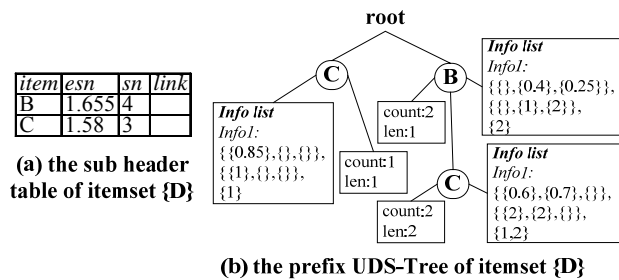 root
item esn sn link
B 1.655 4
C 1.58 3
(a) the sub header
table of itemset {D}
C
Info list
Info1:
{{0.85},{},{}},
{{1},{},{}},
{1}
count:1
len:1
B
count:2
len:1
Info list
Info1:
{{},{0.4},{0.25}},
{{},{1},{2}},
{2}
C
count:2
len:2
Info list
Info1:
{{0.6},{0.7},{}},
{{2},{2},{}},
{1,2}
(b) the prefix UDS-Tree of itemset {D}